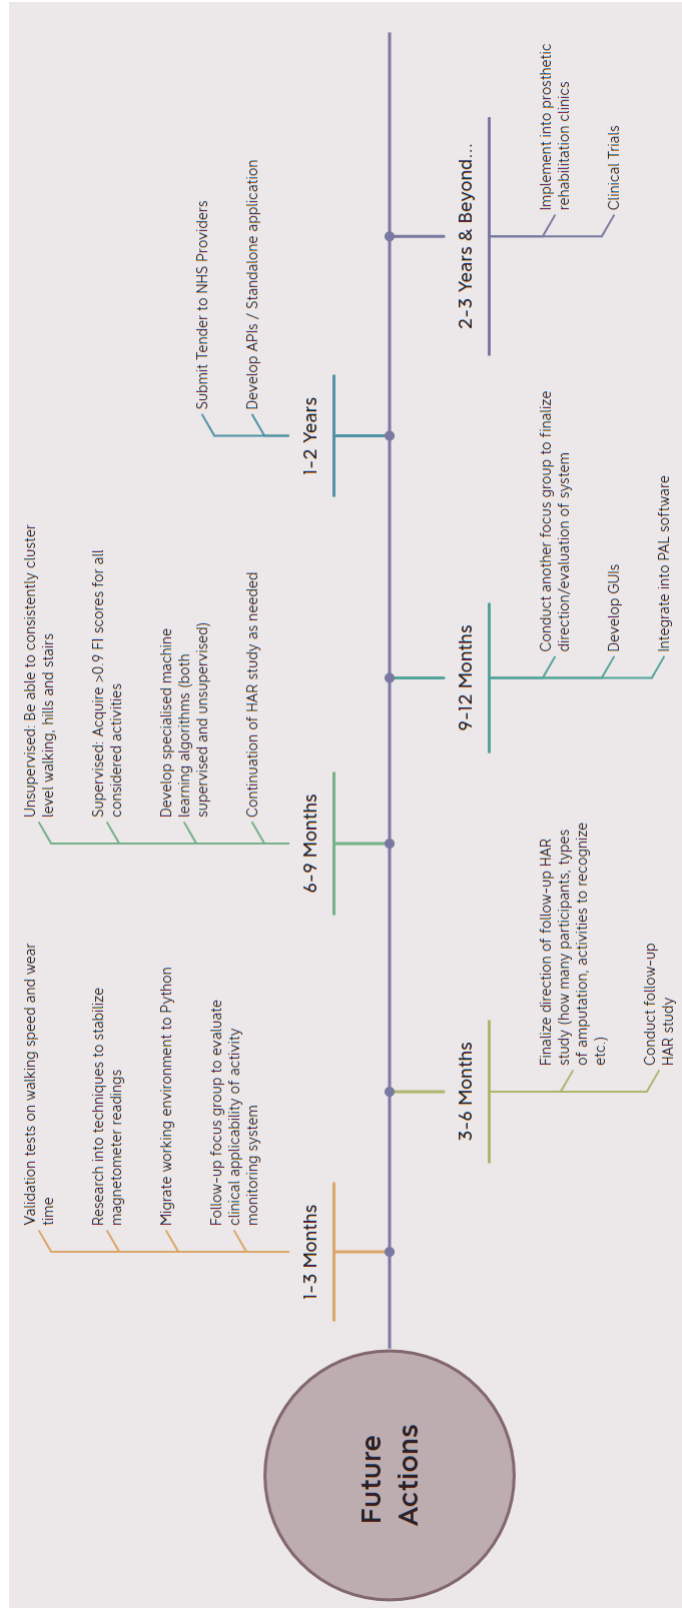 Future
Actions
1-3 Months
Validation tests on walking speed and wear
time
Research into techniques to stabilize
magnetometer readings
Migrate working environment to Python
Follow-up focus group to evaluate
clinical applicability of activity
monitoring system
3-6 Months
Finalize direction of follow-up HAR
study (how many participants, types
of amputation, activities to recognize
etc.)
Conduct follow-up
HAR study
6-9 Months
Unsupervised: Be able to consistently cluster
level walking, hills and stairs
Supervised: Acquire >0.9 FI scores for all
considered activities
Develop specialised machine
learning algorithms (both
supervised and unsupervised)
Continuation of HAR study as needed
9-12 Months
Conduct another focus group to finalize
direction/evaluation of system
Develop GUIs
Integrate into PAL software
1-2 Years
Submit Tender to NHS Providers
Develop APIs / Standalone application
2-3 Years & Beyond...
Implement into prosthetic
rehabilitation clinics
Clinical Trials